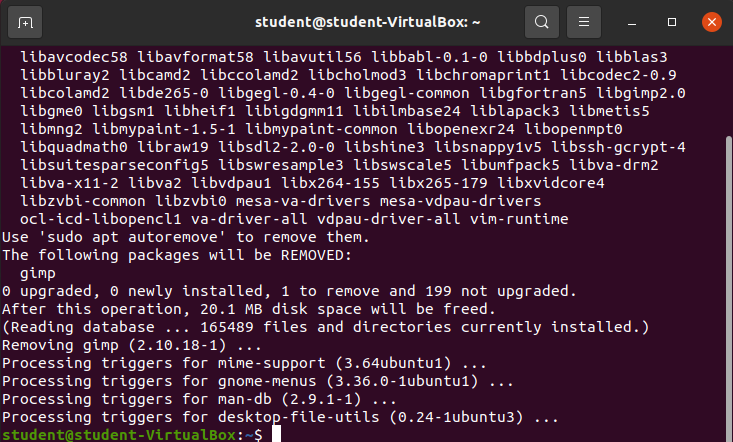 student@student-VirtualBox: ~
libavcodec58 libavformat58 libavutil56 libbabl-0.1-0 libbdplus0 libblas3
libbluray2 libcamd2 libccolamd2 libcholmod3 libchromaprint1 libcodec2-0.9
libcolamd2 libde265-0 libgegl-0.4-0 libgegl-common libgfortran5 libgimp2.0
libgme0 libgsm1 libheif1 libigdgmm11 libilmbase24 liblapack3 libmetis5
libmng2 libmypaint-1.5-1 libmypaint-common libopenexr24 libopenmpt0
libquadmath0 libraw19 libsdl2-2.0-0 libshine3 libsnappy1v5 libssh-gcrypt-4
libsuitesparseconfig5 libswresample3 libswscale5 libumfpack5 libva-drm2
libva-x11-2 libva2 libvdpau1 libx264-155 libx265-179 libxvidcore4
libzvbi-common libzvbi0 mesa-va-drivers mesa-vdpau-drivers
ocl-icd-libopencl1 va-driver-all vdpau-driver-all vim-runtime
Use 'sudo apt autoremove' to remove them.
The following packages will be REMOVED:
gimp
0 upgraded, 0 newly installed, 1 to remove and 199 not upgraded.
After this operation, 20.1 MB disk space will be freed.
(Reading database ... 165489 files and directories currently installed.)
Removing gimp (2.10.18-1) ...
Processing triggers for mime-support (3.64ubuntu1) ...
Processing triggers for gnome-menus (3.36.0-1ubuntu1) ...
Processing triggers for man-db (2.9.1-1) ...
Processing triggers for desktop-file-utils (0.24-1ubuntu3) ...
student@student-VirtualBox:~$